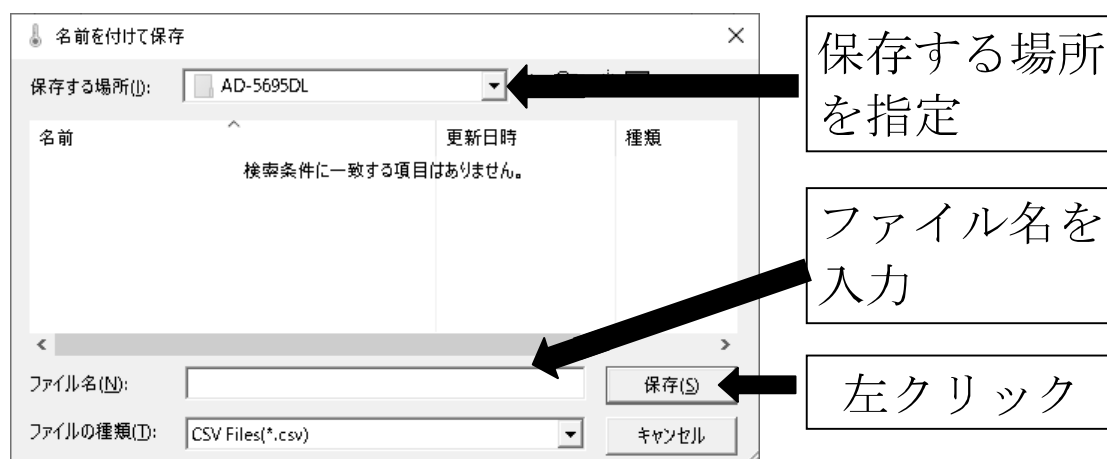 名前を付けて保存
保存する場所(I):
AD-5695DL
保存する場所
を指定
名前
更新日時
種類
検索条件に一致する項目はありません。
ファイル名を
入力
ファイル名(N):
保存(S)
左クリック
ファイルの種類(T):
CSV Files(*.csv)
キャンセル